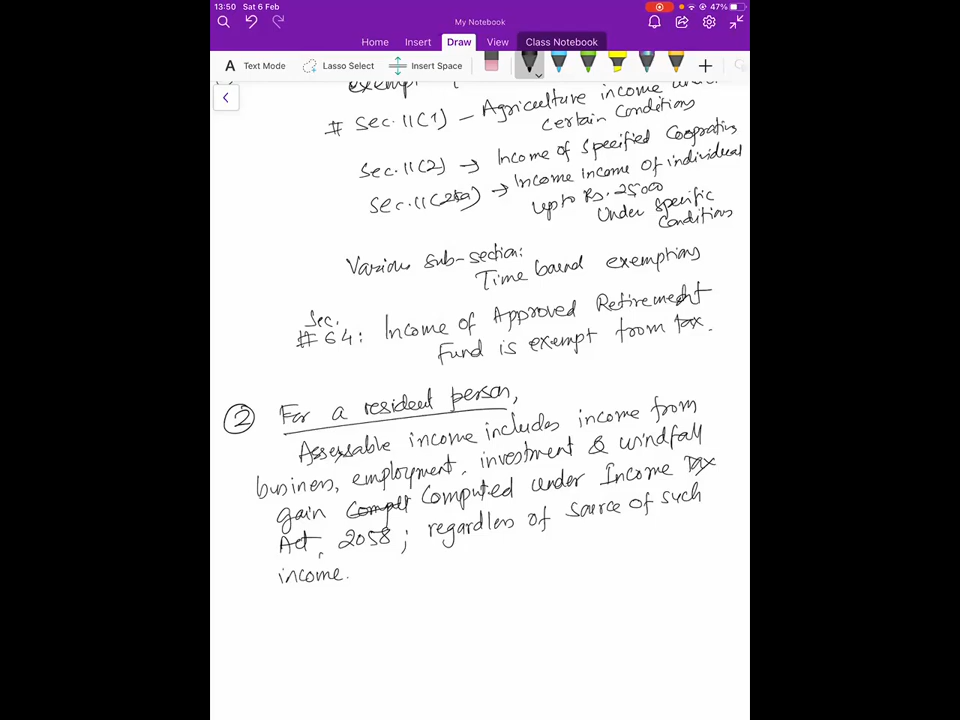 13:50 Sat 6 Feb
47%
My Notebook
Home Insert Draw View Class Notebook
Text Mode Lasso Select Insert Space
exempt
# Sec. 11(1) - Agriculture income under
certain Conditions
Sec. 11(2) → Income of Specified Cooperatives
Sec. 11(2ka) → Income income of individual
upto Rs. 25000
Under specific
Conditions
Various sub-section:
Time bound exemptions
Sec.
# 64: Income of Approved Retirement
Fund is exempt from tax.
2 For a resident person,
Assessable income includes income from
business, employment, investment & windfall
gain Computed under Income Tax
Act, 2058; regardless of source of such
income.